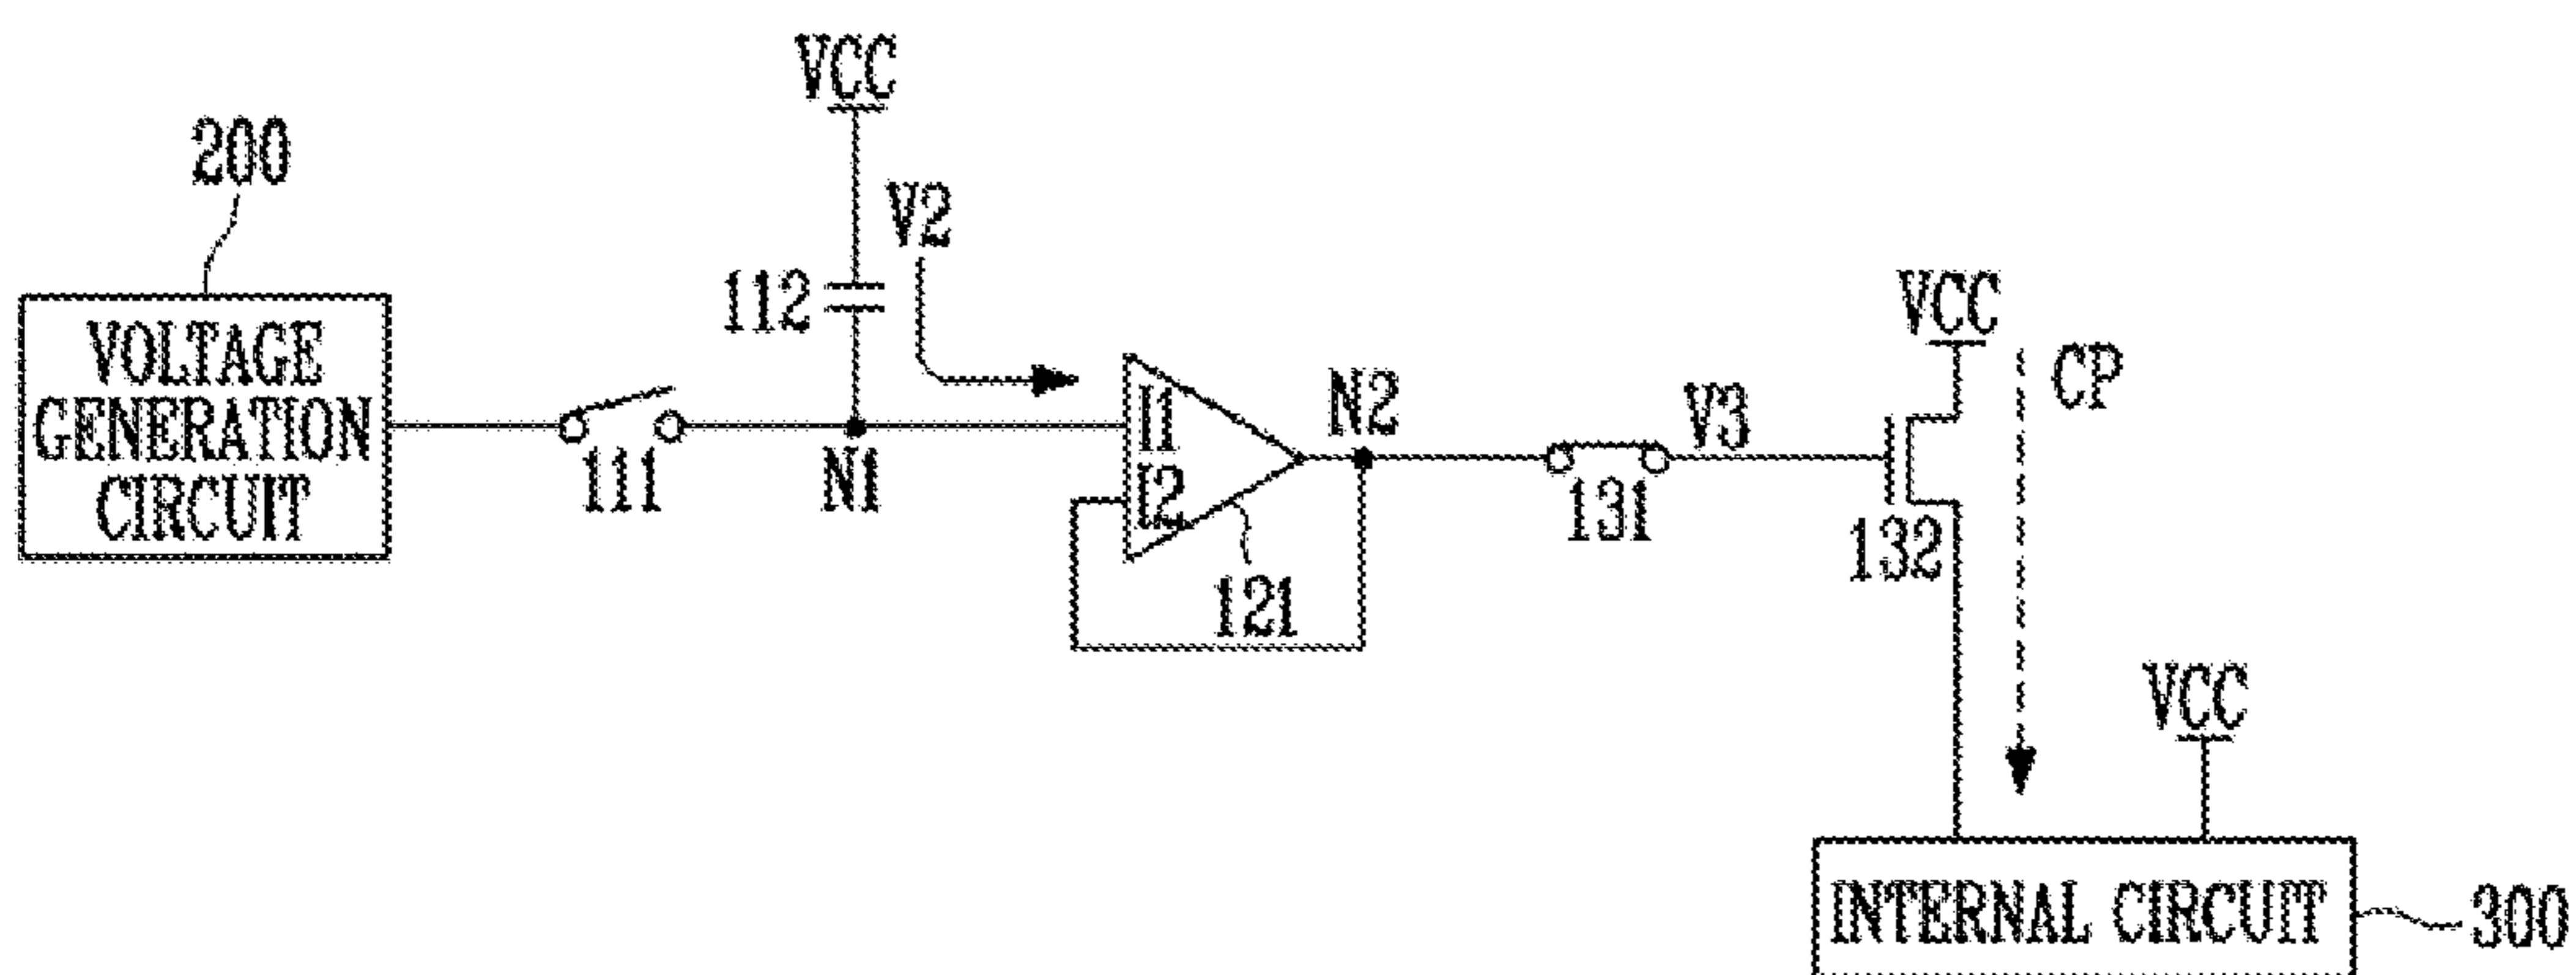 VCC
200
V2
VOLTAGE
GENERATION
CIRCUIT
112
111
N1
I1
I2
121
N2
131
V3
VCC
CP
132
VCC
INTERNAL CIRCUIT
300